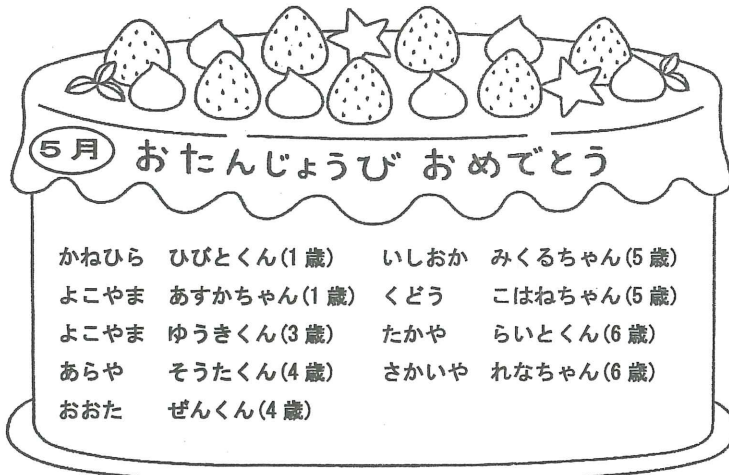 5月 おたんじょうび おめでとう
かねひら ひびとくん(1歳) いしおか みくるちゃん(5歳)
よこやま あすかちゃん(1歳) くどう こはねちゃん(5歳)
よこやま ゆうきくん(3歳) たかや らいとくん(6歳)
あらや そうたくん(4歳) さかいや れなちゃん(6歳)
おおた ぜんくん(4歳)